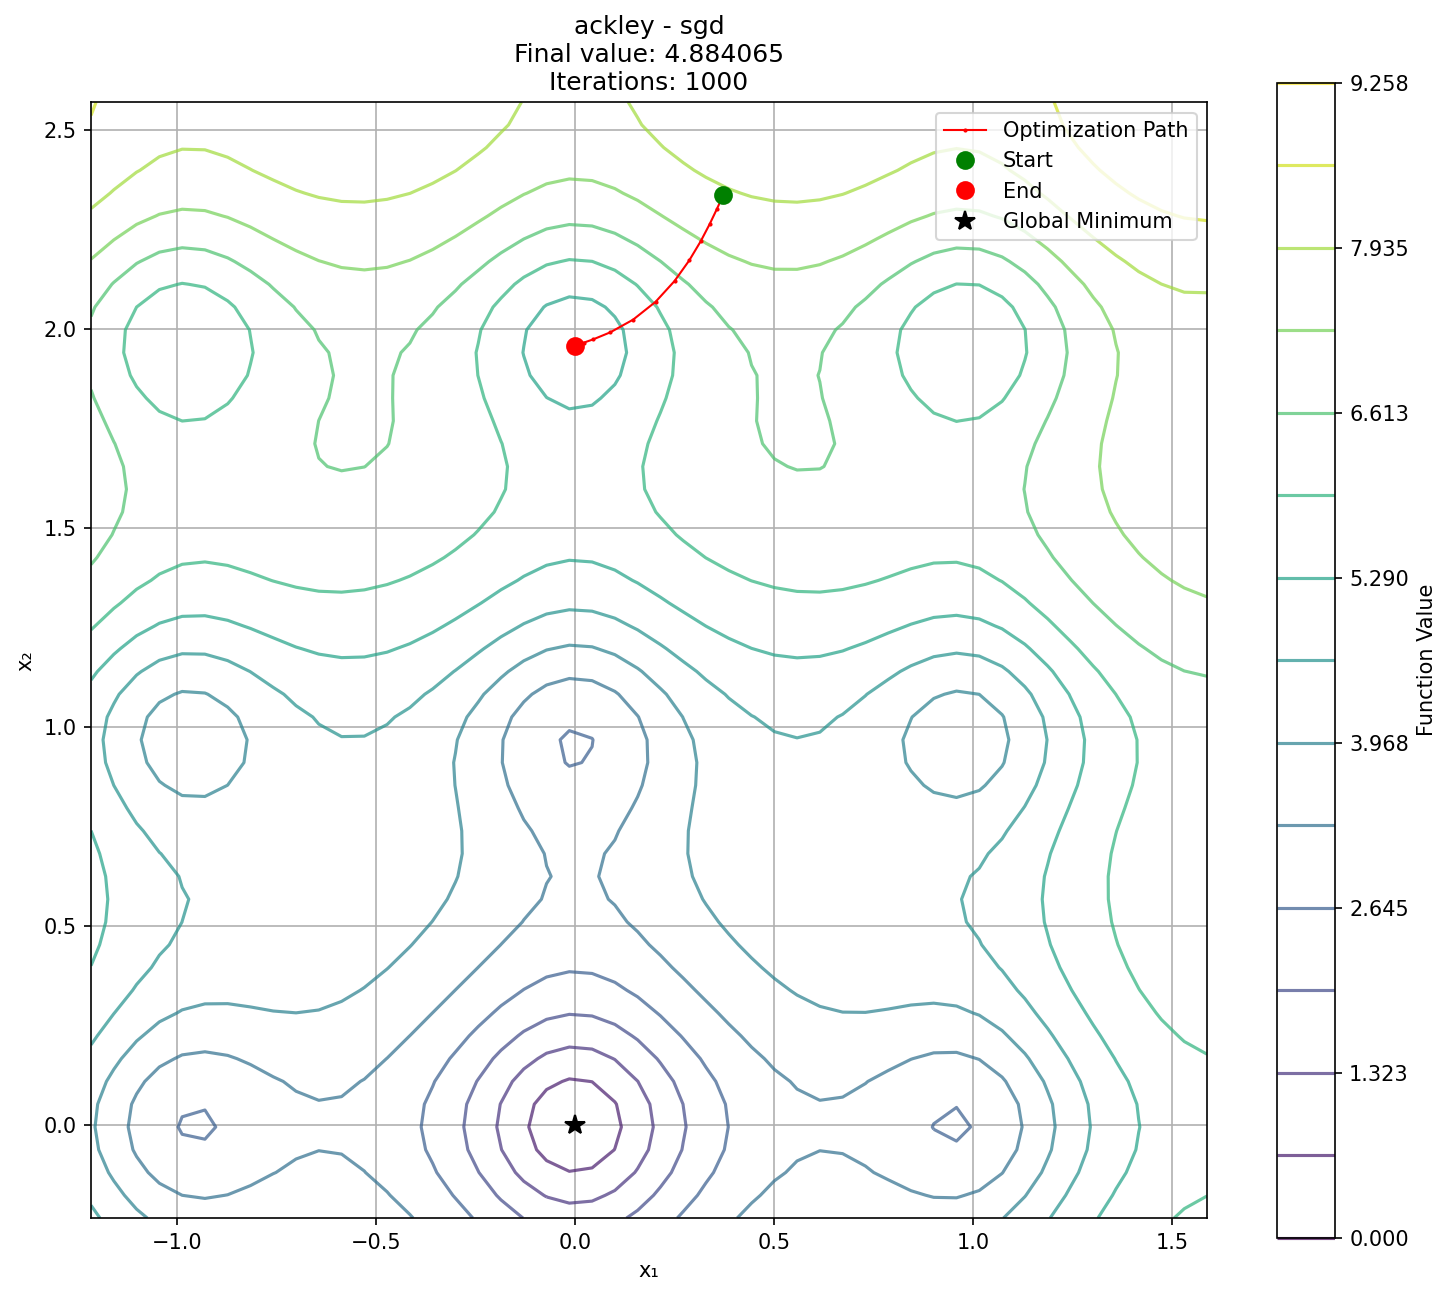 ackley - sgd
Final value: 4.884065
Iterations: 1000
Optimization Path
Start
End
Global Minimum
2.5
2.0
1.5
1.0
0.5
0.0
x₂
−1.0
−0.5
0.0
0.5
1.0
1.5
x₁
9.258
7.935
6.613
5.290
3.968
2.645
1.323
0.000
Function Value